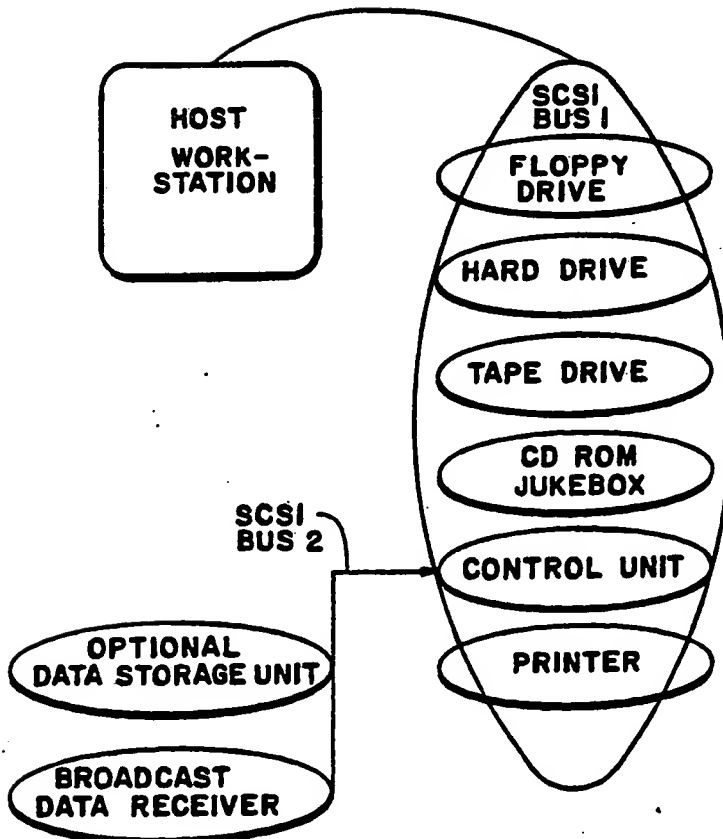 HOST
WORK-
STATION
SCSI
BUS 1
FLOPPY
DRIVE
HARD DRIVE
TAPE DRIVE
CD ROM
JUKEBOX
SCSI
BUS 2
CONTROL UNIT
OPTIONAL
DATA STORAGE UNIT
PRINTER
BROADCAST
DATA RECEIVER